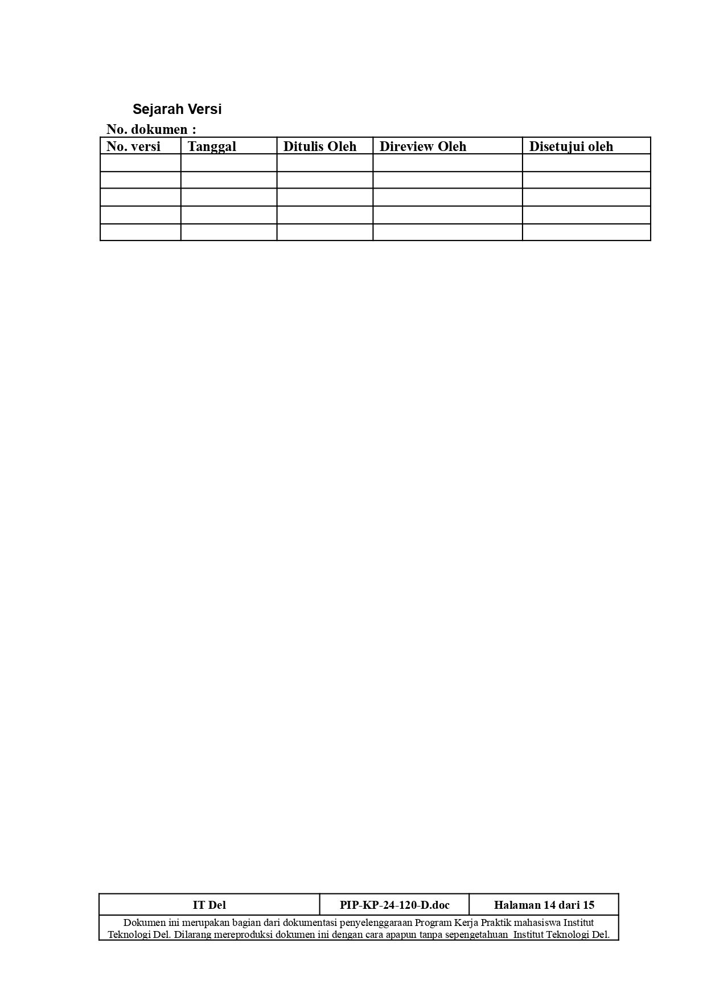 Sejarah Versi
No. dokumen :
No. versi Tanggal Ditulis Oleh Direview Oleh Disetujui oleh
IT Del PIP-KP-24-120-D.doc Halaman 14 dari 15
Dokumen ini merupakan bagian dari dokumentasi penyelenggaraan Program Kerja Praktik mahasiswa Institut
Teknologi Del. Dilarang mereproduksi dokumen ini dengan cara apapun tanpa sepengetahuan  Institut Teknologi Del.